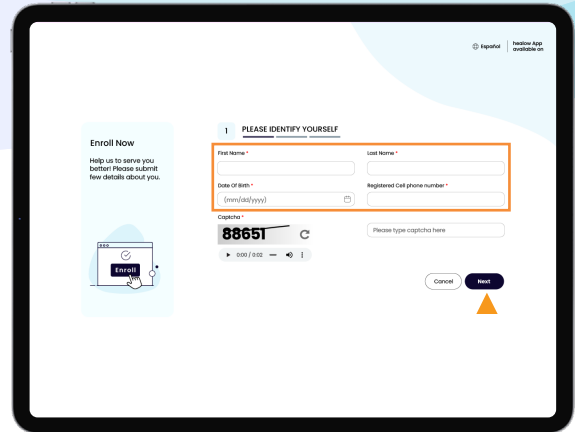 Español
healow App
available on
Enroll Now
Help us to serve you
better! Please submit
few details about you.
Enroll
1 PLEASE IDENTIFY YOURSELF
First Name *
Last Name *
Date Of Birth *
Registered Cell phone number *
(mm/dd/yyy)
Captcha *
88651
Please type captcha here
0:00 / 0:02
Cancel
Next